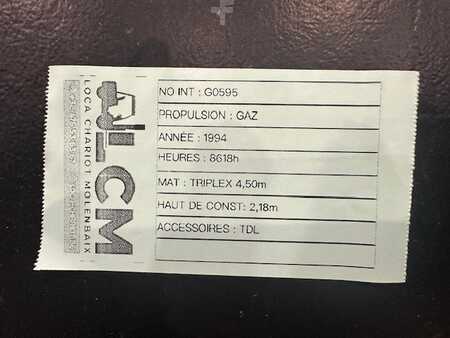 LCM
LOCA CHARIOT MOLENBAIX
NO INT : G0595
PROPULSION : GAZ
ANNÉE : 1994
HEURES : 8618h
MAT : TRIPLEX 4,50m
HAUT DE CONST: 2,18m
ACCESSOIRES : TDL